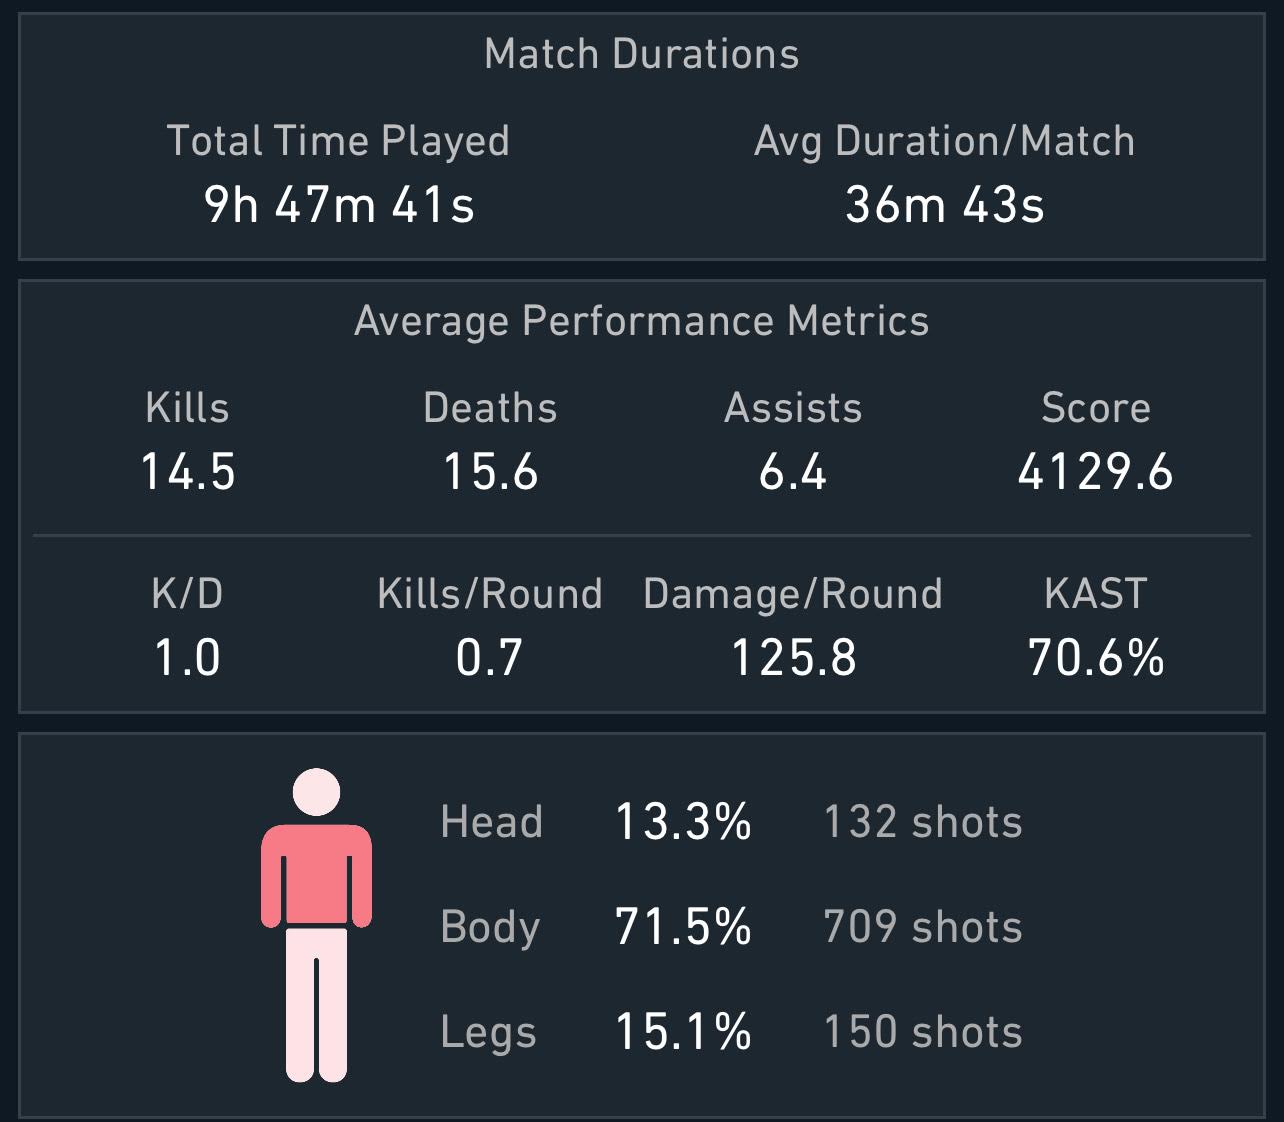 Match Durations
Total Time Played Avg Duration/Match
9h 47m 41s 36m 43s
Average Performance Metrics
Kills Deaths Assists Score
14.5 15.6 6.4 4129.6
K/D Kills/Round Damage/Round KAST
1.0 0.7 125.8 70.6%
Head 13.3% 132 shots
Body 71.5% 709 shots
Legs 15.1% 150 shots